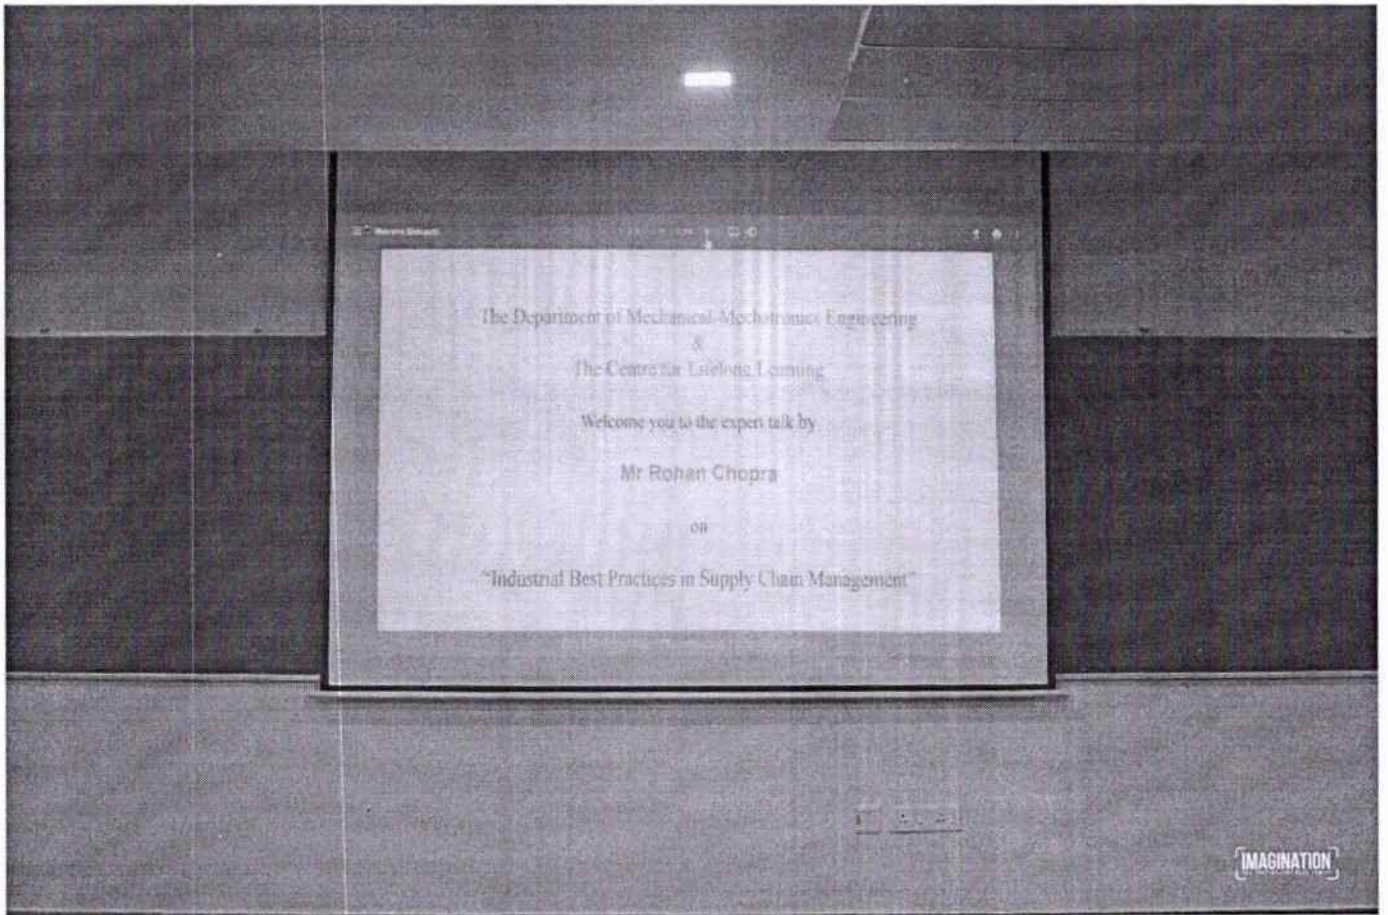 The Department of Mechanical-Mechatronics Engineering
&
The Centre for Lifelong Learning
Welcome you to the expert talk by
Mr Rohan Chopra
on
"Industrial Best Practices in Supply Chain Management"
IMAGINATION